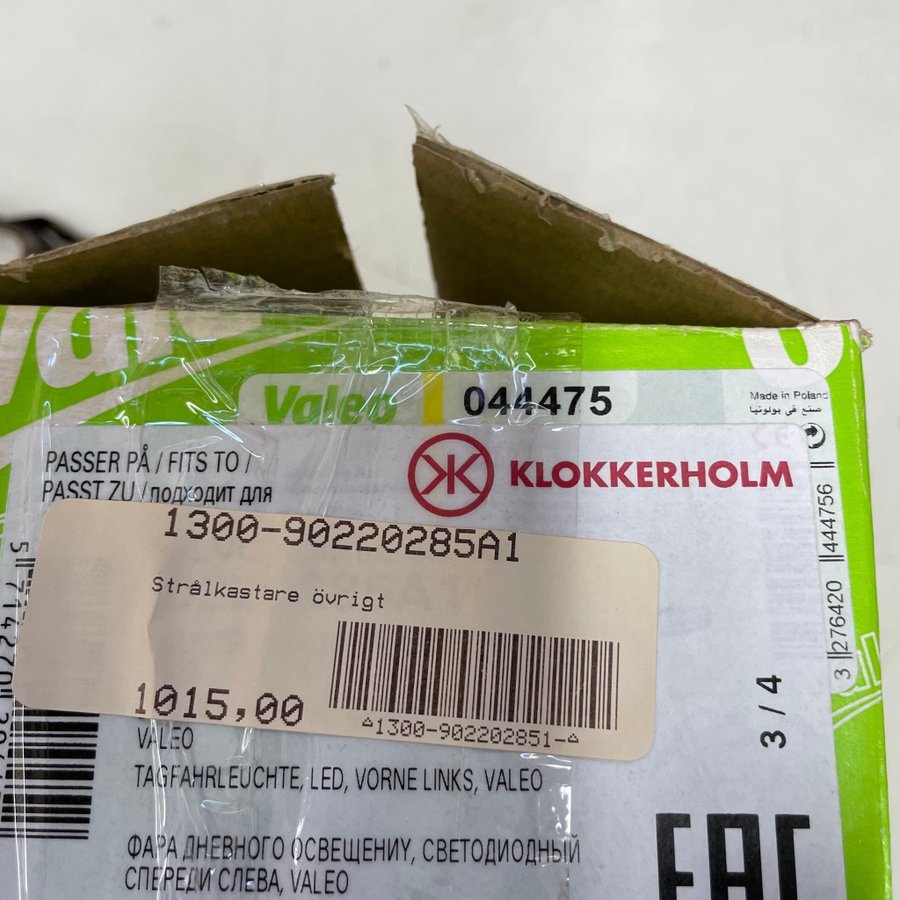 Valeo
044475
Made in Poland
صنع في بولونيا
PASSER PÅ / FITS TO /
PASST ZU / подходит для
KLOKKERHOLM
1300-90220285A1
Strålkastare övrigt
1015,00
1300-902202851-
VALEO
TAGFAHRLEUCHTE, LED, VORNE LINKS, VALEO
ФАРА ДНЕВНОГО ОСВЕЩЕНИY, СВЕТОДИОДНЫЙ
СПЕРЕДИ СЛЕВА, VALEO
3 276420 444756
3 / 4
EAC